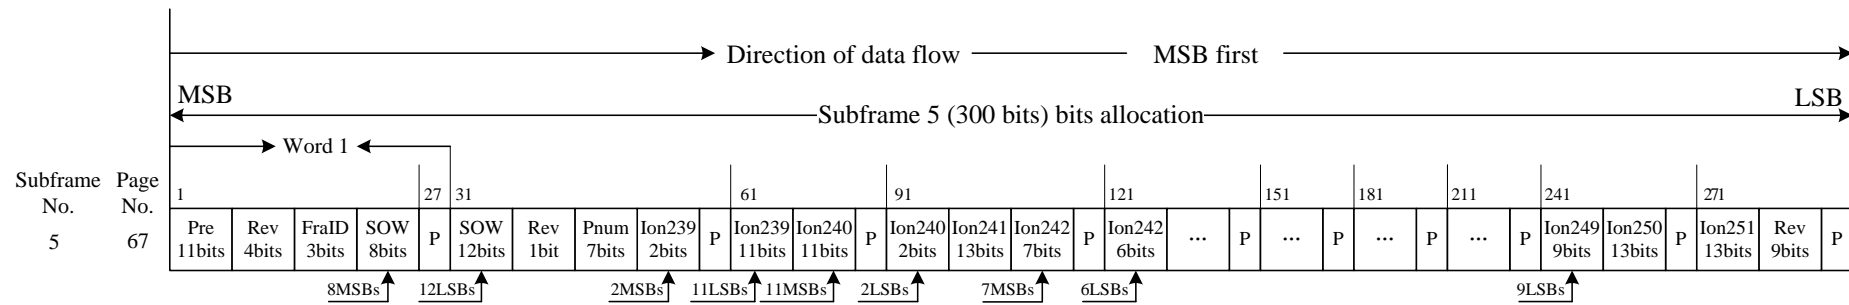 Direction of data flow MSB first
MSB LSB
Subframe 5 (300 bits) bits allocation
Word 1
Subframe Page
No. No.
1 27 31 61 91 121 151 181 211 241 271
5 67
Pre Rev FraID SOW P SOW Rev Pnum Ion239 P Ion239 Ion240 P Ion240 Ion241 Ion242 P Ion242 ... P ... P ... P ... P Ion249 Ion250 P Ion251 Rev P
11bits 4bits 3bits 8bits 12bits 1bit 7bits 2bits 11bits 11bits 2bits 13bits 7bits 6bits 9bits 13bits 13bits 9bits
8MSBs 12LSBs 2MSBs 11LSBs 11MSBs 2LSBs 7MSBs 6LSBs 9LSBs